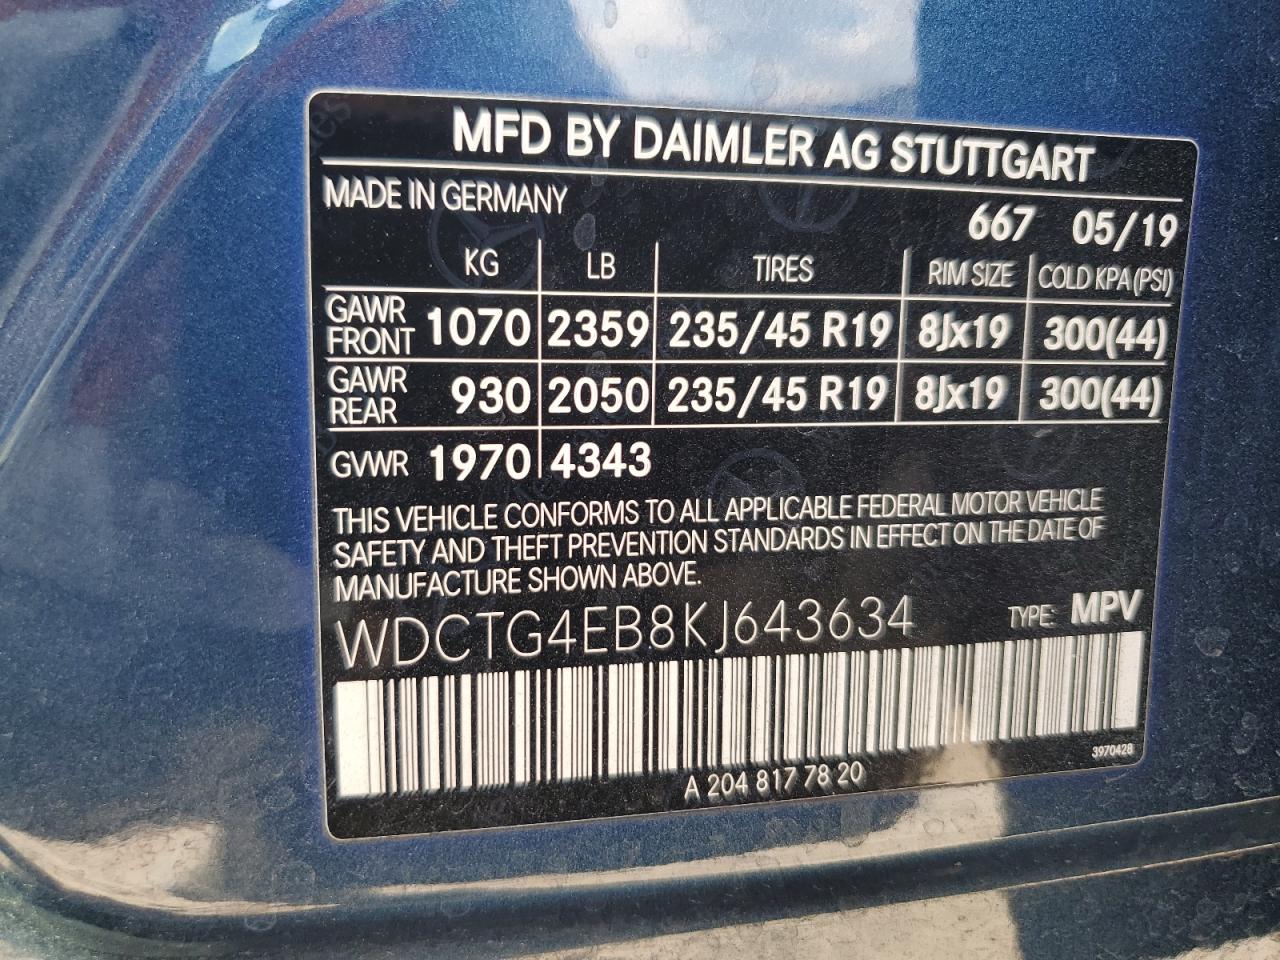 MFD BY DAIMLER AG STUTTGART
MADE IN GERMANY
667 05/19
KG LB TIRES RIM SIZE COLD KPA (PSI)
GAWR FRONT 1070 2359 235/45 R19 8Jx19 300(44)
GAWR REAR 930 2050 235/45 R19 8Jx19 300(44)
GVWR 1970 4343
THIS VEHICLE CONFORMS TO ALL APPLICABLE FEDERAL MOTOR VEHICLE
SAFETY AND THEFT PREVENTION STANDARDS IN EFFECT ON THE DATE OF
MANUFACTURE SHOWN ABOVE.
WDCTG4EB8KJ643634 TYPE: MPV
3970428
A 204 817 78 20